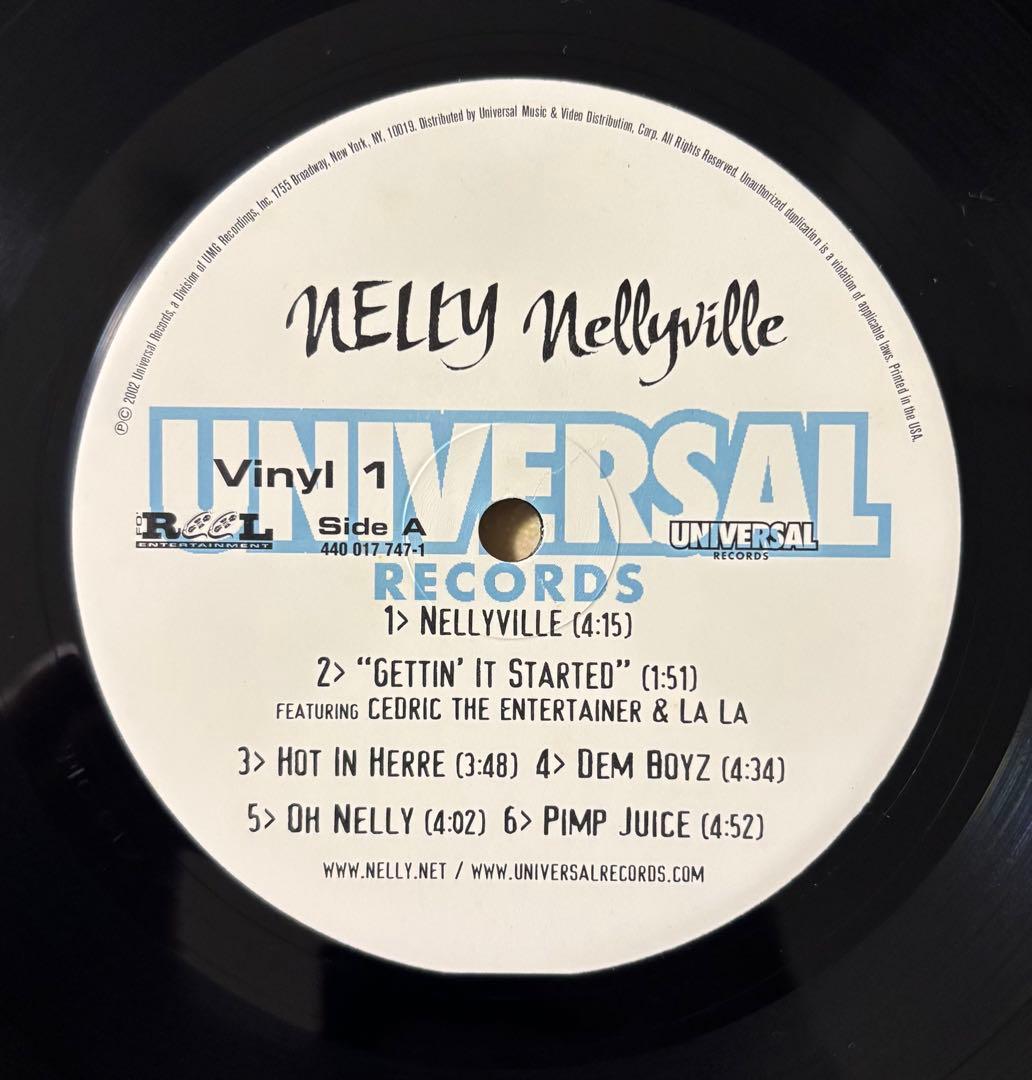 ℗© 2002 Universal Records, a Division of UMG Recordings, Inc. 1755 Broadway, New York, NY, 10019. Distributed by Universal Music & Video Distribution, Corp. All Rights Reserved. Unauthorized duplication is a violation of applicable laws. Printed in the USA.
NELLY Nellyville
UNIVERSAL
RECORDS
Vinyl 1
FO' REEL
ENTERTAINMENT
Side A
440 017 747-1
UNIVERSAL
RECORDS
1> NELLYVILLE (4:15)
2> “GETTIN’ IT STARTED” (1:51)
FEATURING CEDRIC THE ENTERTAINER & LA LA
3> HOT IN HERRE (3:48) 4> DEM BOYZ (4:34)
5> OH NELLY (4:02) 6> PIMP JUICE (4:52)
WWW.NELLY.NET / WWW.UNIVERSALRECORDS.COM